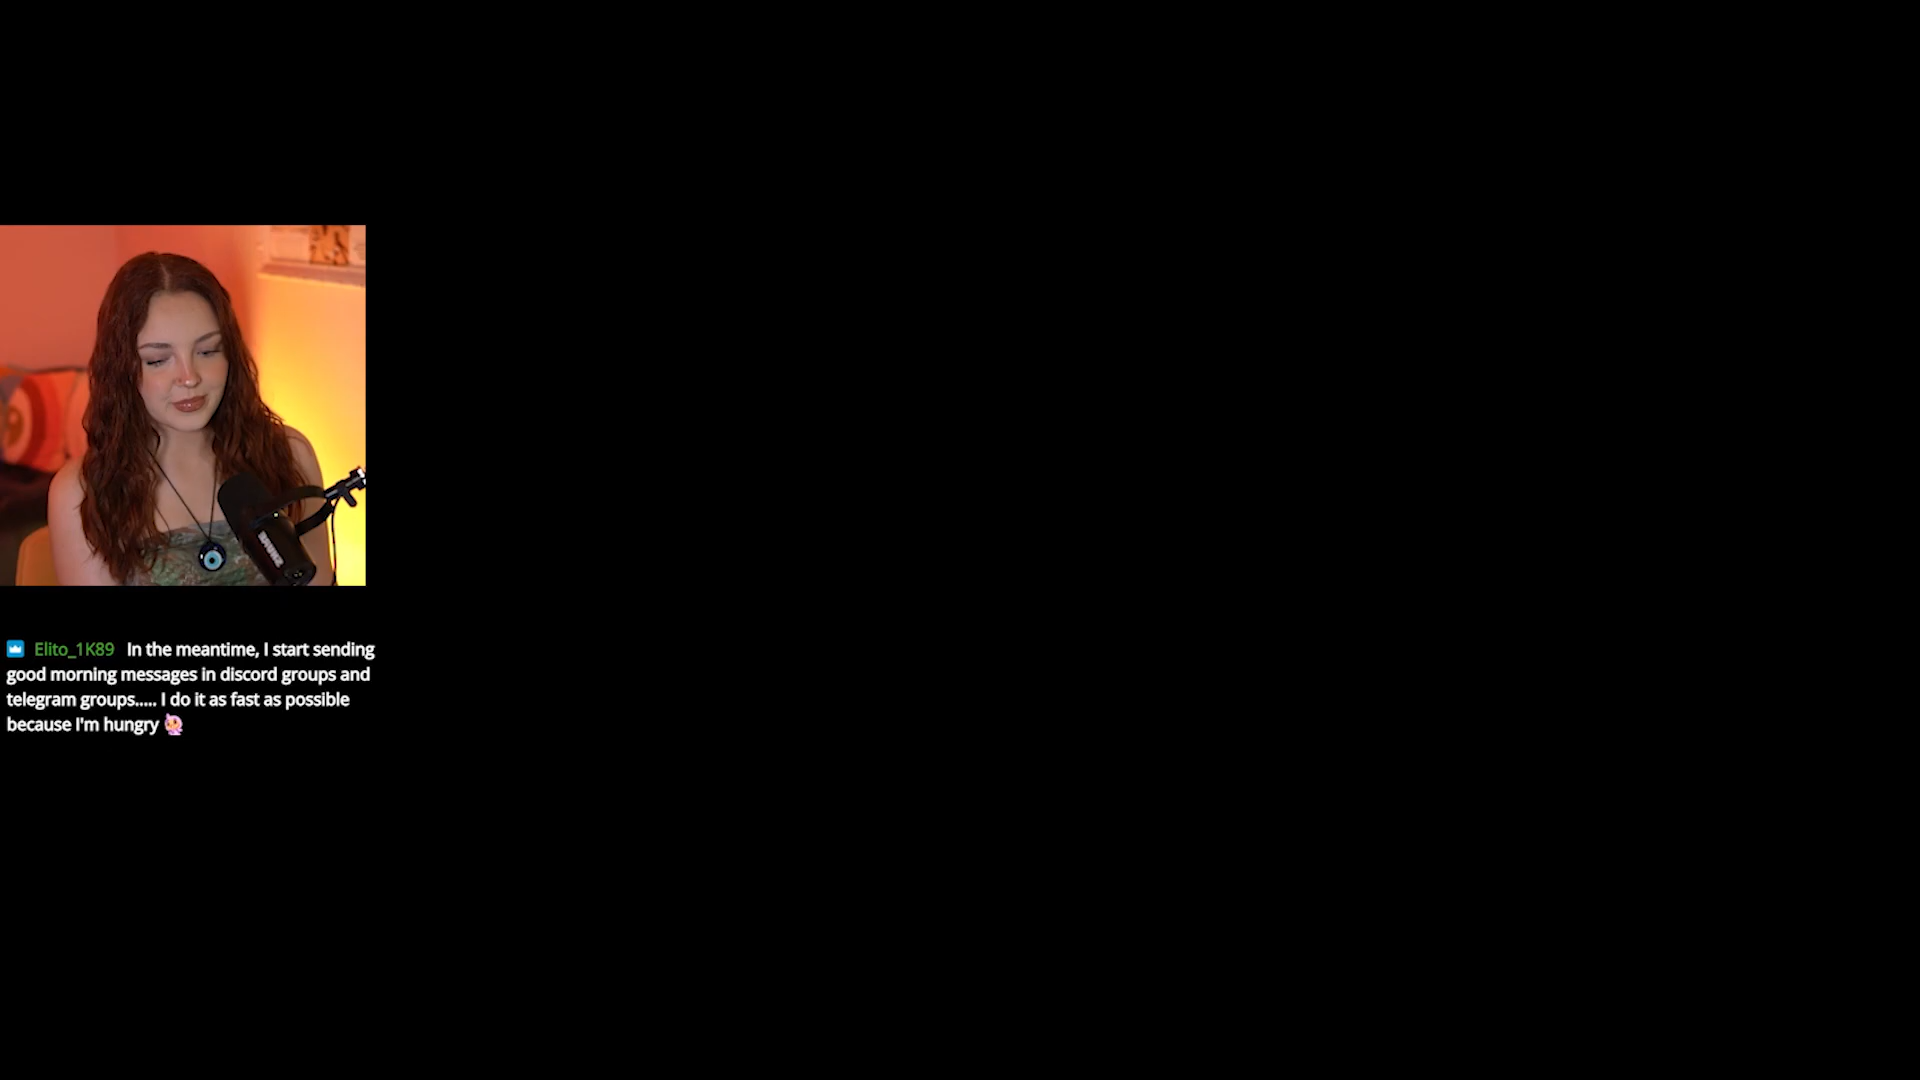 Elito_1K89 In the meantime, I start sending
good morning messages in discord groups and
telegram groups..... I do it as fast as possible
because I'm hungry